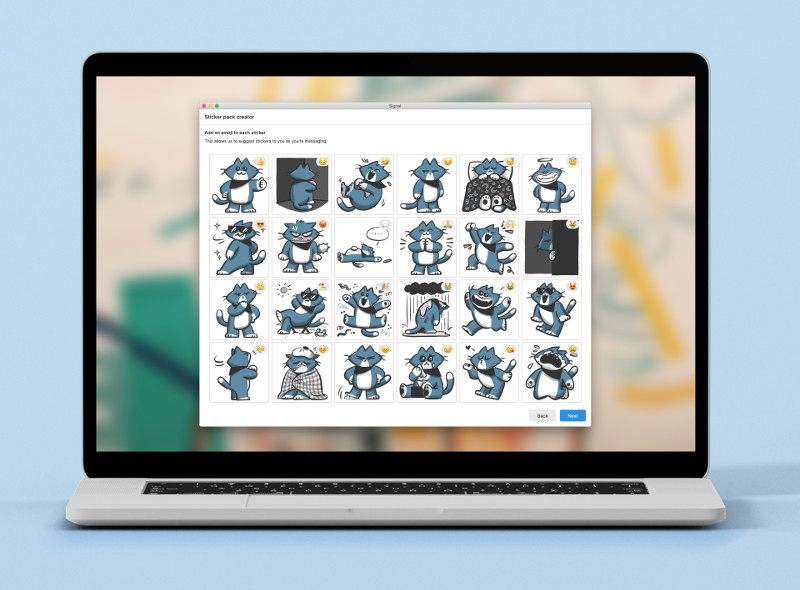 Signal
Sticker pack creator
Add an emoji to each sticker
This allows us to suggest stickers to you as you're messaging.
...
Back
Next